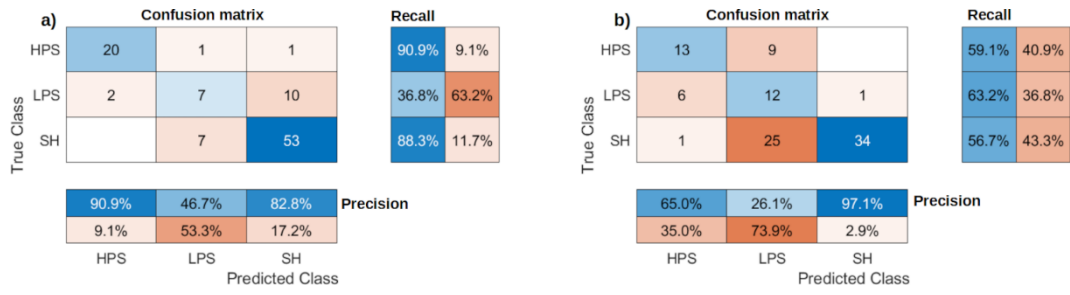 a) Confusion matrix Recall
HPS 20 1 1 90.9% 9.1%
LPS 2 7 10 36.8% 63.2%
SH 7 53 88.3% 11.7%
True Class
90.9% 46.7% 82.8% Precision
9.1% 53.3% 17.2%
HPS LPS SH
Predicted Class
b) Confusion matrix Recall
HPS 13 9 59.1% 40.9%
LPS 6 12 1 63.2% 36.8%
SH 1 25 34 56.7% 43.3%
True Class
65.0% 26.1% 97.1% Precision
35.0% 73.9% 2.9%
HPS LPS SH
Predicted Class